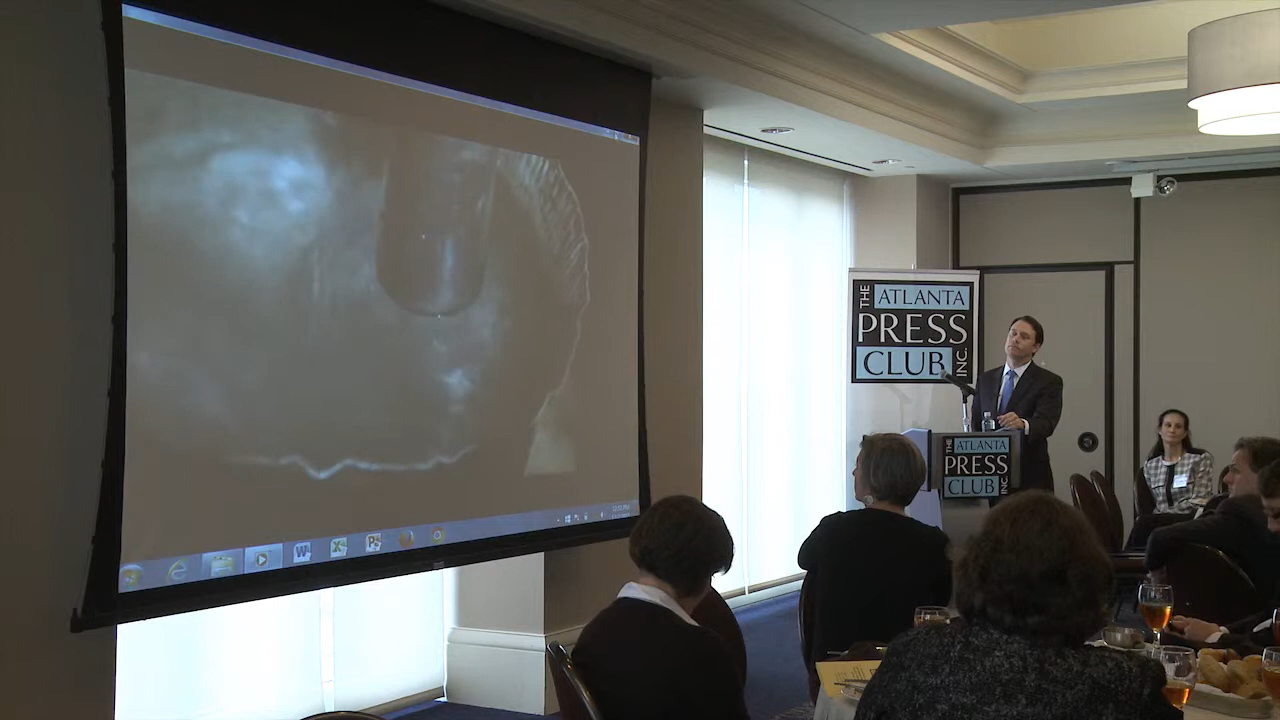 THE
ATLANTA
PRESS
CLUB
INC.
THE
ATLANTA
PRESS
CLUB
INC.